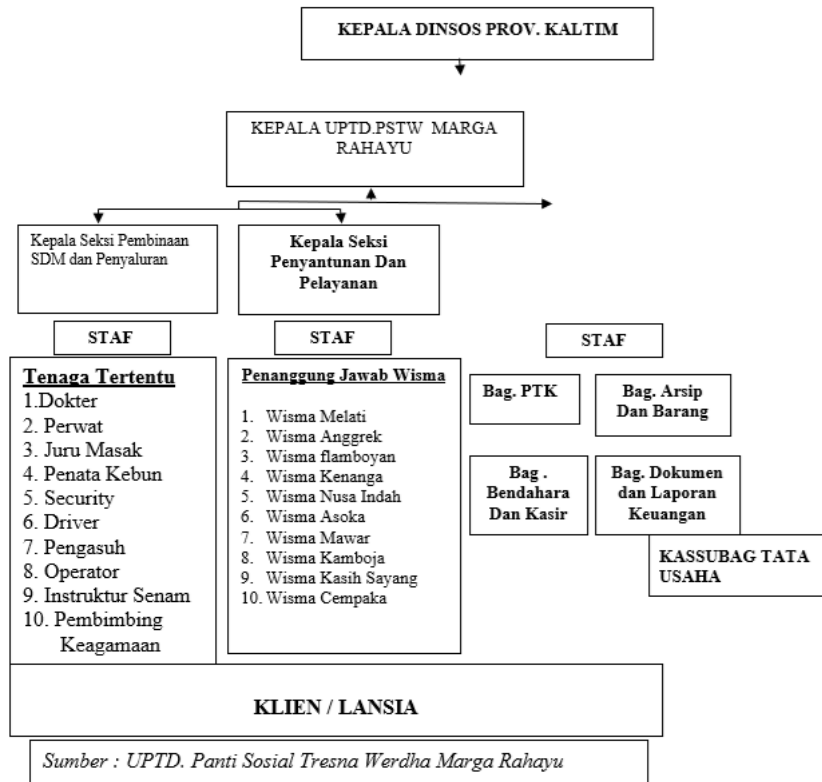 KEPALA DINSOS PROV. KALTIM
KEPALA UPTD.PSTW MARGA
RAHAYU
Kepala Seksi Pembinaan
SDM dan Penyaluran
Kepala Seksi
Penyantunan Dan
Pelayanan
STAF
STAF
STAF
Tenaga Tertentu
1.Dokter
2. Perwat
3. Juru Masak
4. Penata Kebun
5. Security
6. Driver
7. Pengasuh
8. Operator
9. Instruktur Senam
10. Pembimbing
Keagamaan
Penanggung Jawab Wisma
1. Wisma Melati
2. Wisma Anggrek
3. Wisma flamboyan
4. Wisma Kenanga
5. Wisma Nusa Indah
6. Wisma Asoka
7. Wisma Mawar
8. Wisma Kamboja
9. Wisma Kasih Sayang
10. Wisma Cempaka
Bag. PTK
Bag. Arsip
Dan Barang
Bag .
Bendahara
Dan Kasir
Bag. Dokumen
dan Laporan
Keuangan
KASSUBAG TATA
USAHA
KLIEN / LANSIA
Sumber : UPTD. Panti Sosial Tresna Werdha Marga Rahayu